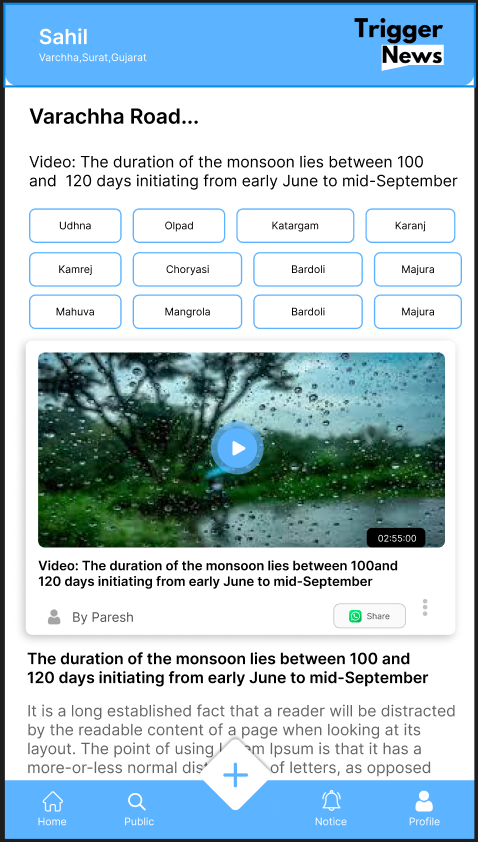 Sahil
Varchha,Surat,Gujarat
Trigger
News
Varachha Road...
Video: The duration of the monsoon lies between 100
and 120 days initiating from early June to mid-September
Udhna Olpad Katargam Karanj
Kamrej Choryasi Bardoli Majura
Mahuva Mangrola Bardoli Majura
02:55:00
Video: The duration of the monsoon lies between 100and
120 days initiating from early June to mid-September
By Paresh
Share
The duration of the monsoon lies between 100 and
120 days initiating from early June to mid-September
It is a long established fact that a reader will be distracted
by the readable content of a page when looking at its
layout. The point of using Lorem Ipsum is that it has a
more-or-less normal of letters, as opposed
Home Public Notice Profile